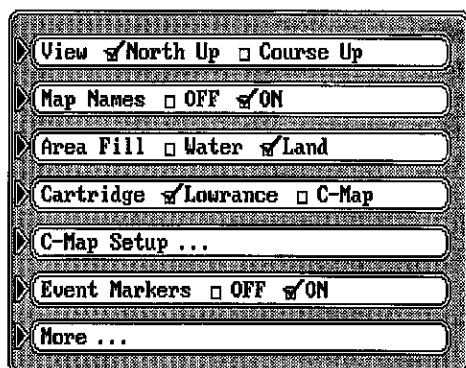 View North Up Course Up
Map Names OFF ON
Area Fill Water Land
Cartridge Lowrance C-Map
C-Map Setup ...
Event Markers OFF ON
More ...